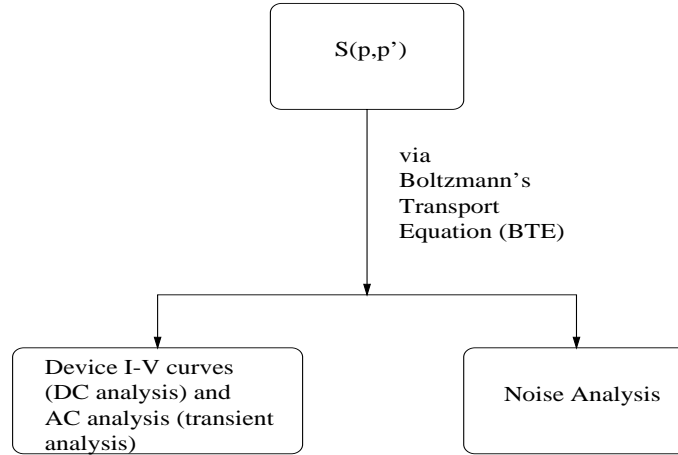 S(p,p’)
via
Boltzmann’s
Transport
Equation (BTE)
Device I-V curves
(DC analysis) and
AC analysis (transient
analysis)
Noise Analysis